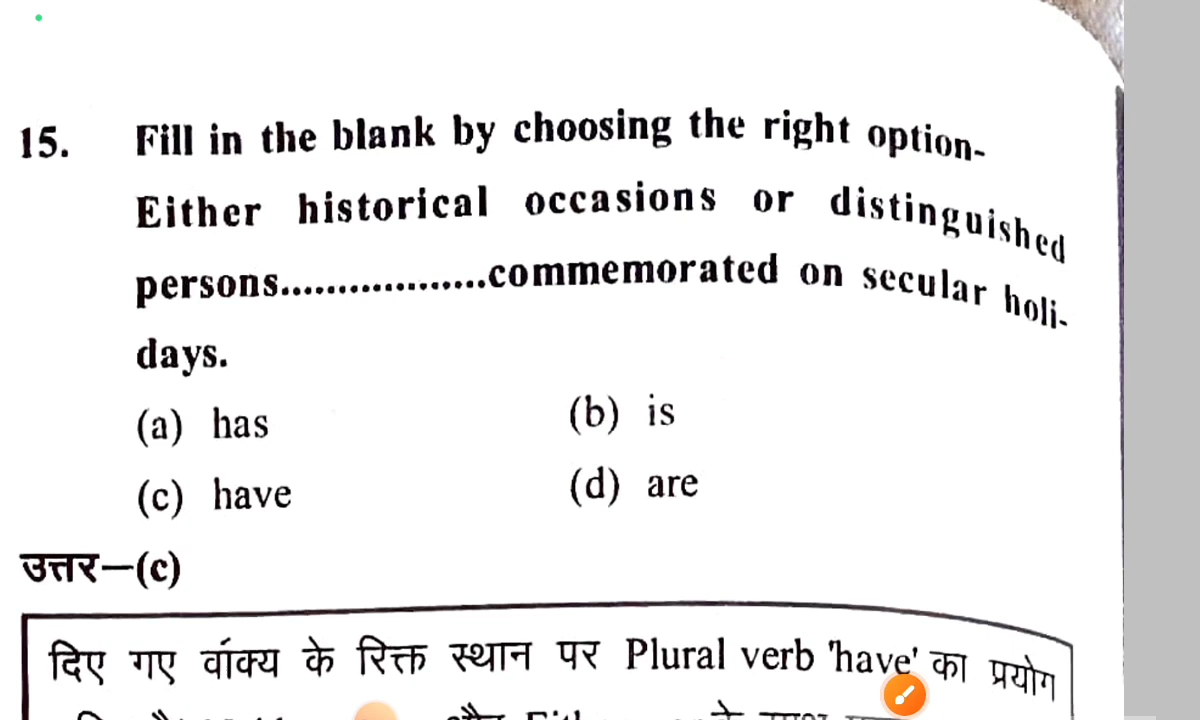 15. Fill in the blank by choosing the right option-
Either historical occasions or distinguished
persons..................commemorated on secular holi-
days.
(a) has (b) is
(c) have (d) are
उत्तर–(c)
दिए गए वाक्य के रिक्त स्थान पर Plural verb 'have' का प्रयोग